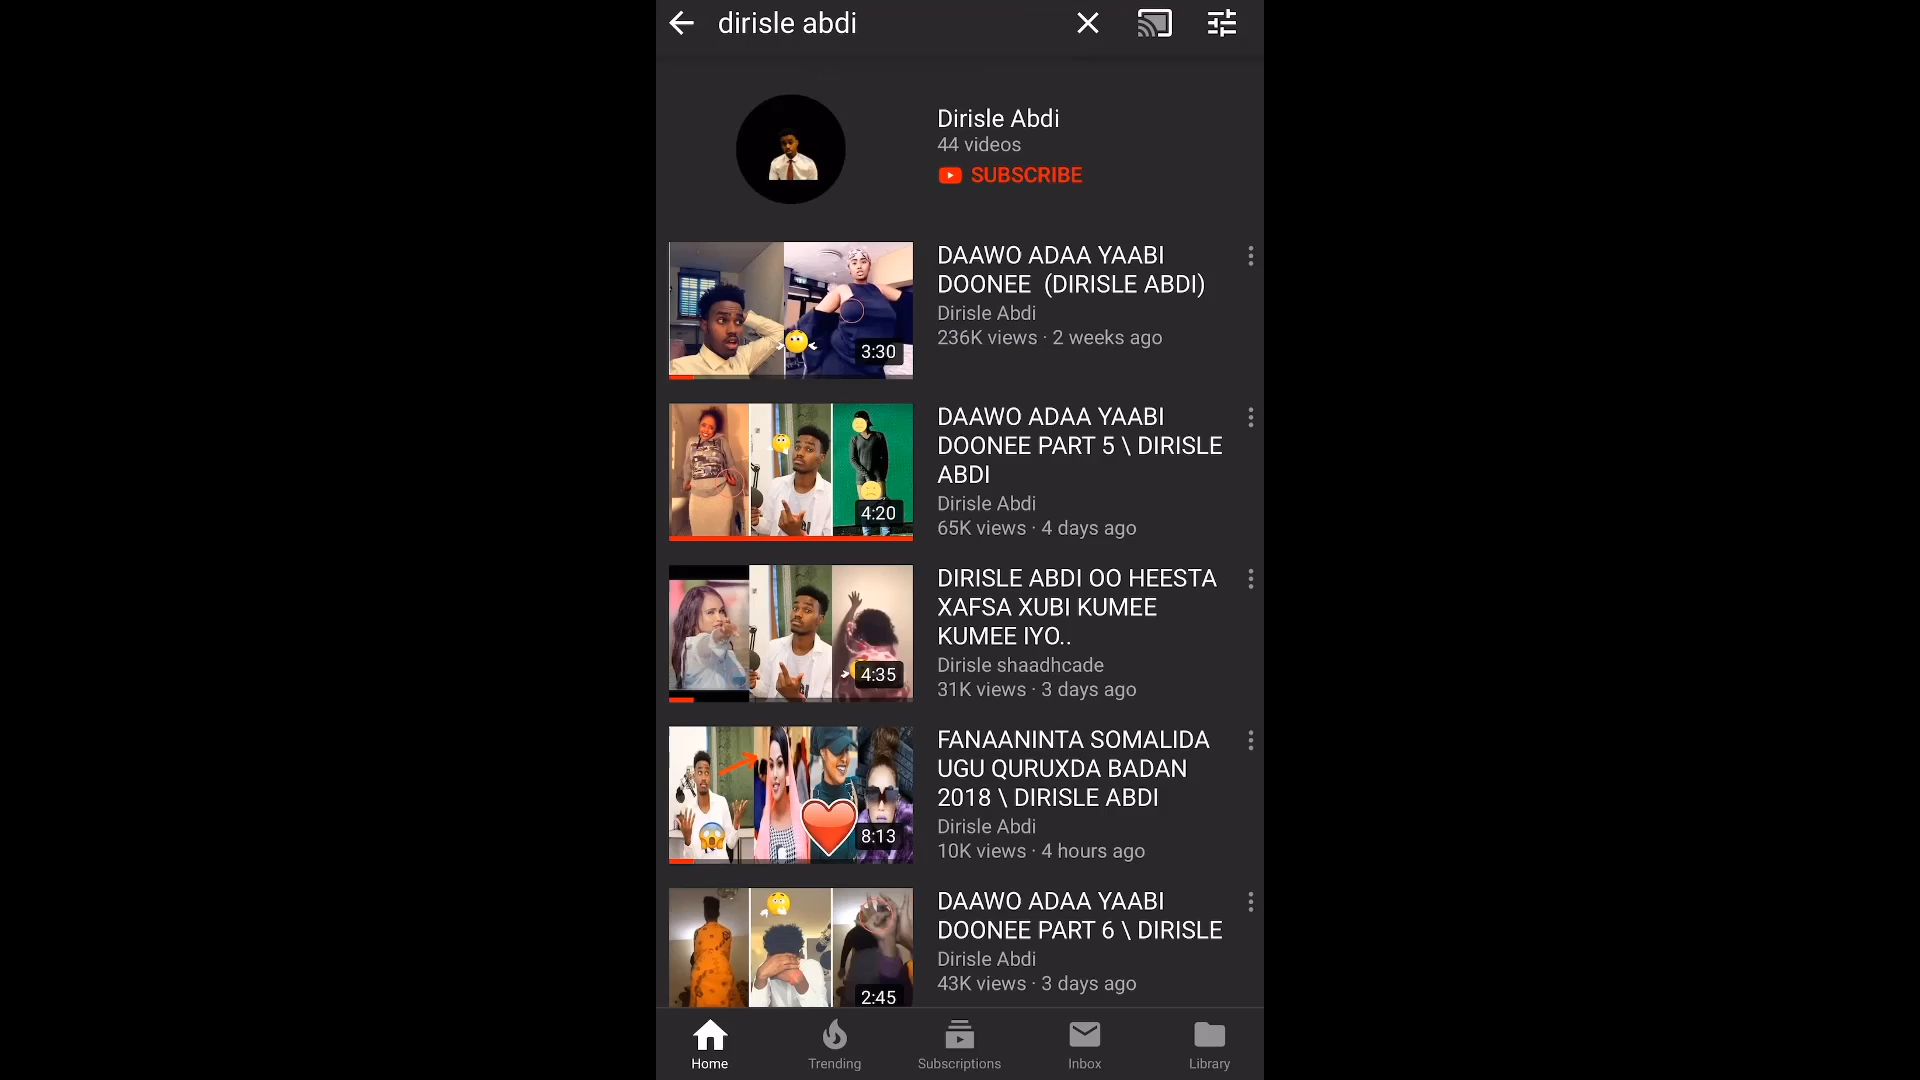 dirisle abdi
Dirisle Abdi
44 videos
SUBSCRIBE
DAAWO ADAA YAABI
DOONEE (DIRISLE ABDI)
Dirisle Abdi
236K views · 2 weeks ago
3:30
DAAWO ADAA YAABI
DOONEE PART 5 \ DIRISLE
ABDI
Dirisle Abdi
65K views · 4 days ago
4:20
DIRISLE ABDI OO HEESTA
XAFSA XUBI KUMEE
KUMEE IYO..
Dirisle shaadhcade
31K views · 3 days ago
4:35
FANAANINTA SOMALIDA
UGU QURUXDA BADAN
2018 \ DIRISLE ABDI
Dirisle Abdi
10K views · 4 hours ago
8:13
DAAWO ADAA YAABI
DOONEE PART 6 \ DIRISLE
Dirisle Abdi
43K views · 3 days ago
2:45
Home
Trending
Subscriptions
Inbox
Library